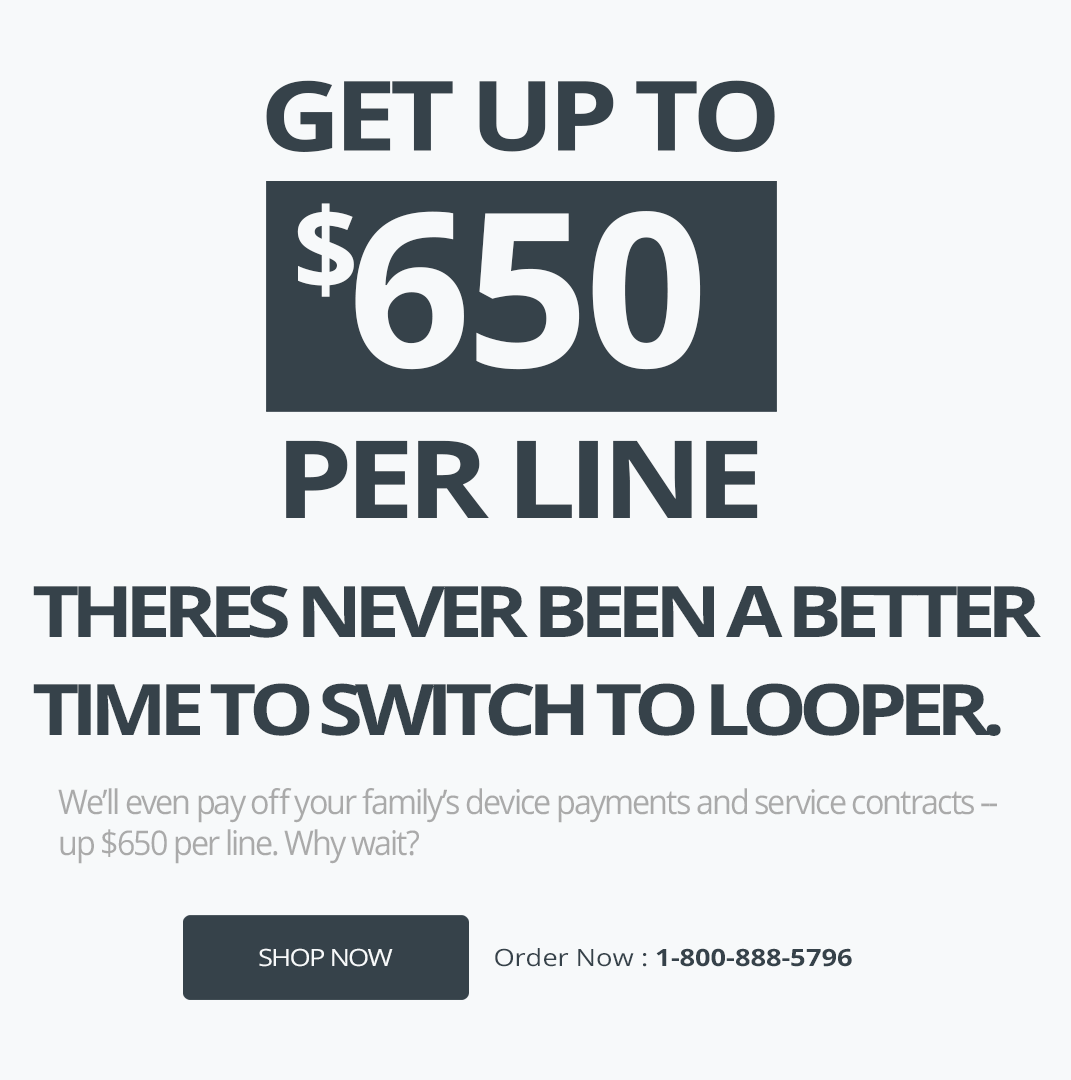 GET UP TO
$650
PER LINE
THERES NEVER BEEN A BETTER
TIME TO SWITCH TO LOOPER.
We’ll even pay off your family’s device payments and service contracts –
up $650 per line. Why wait?
SHOP NOW Order Now : 1-800-888-5796